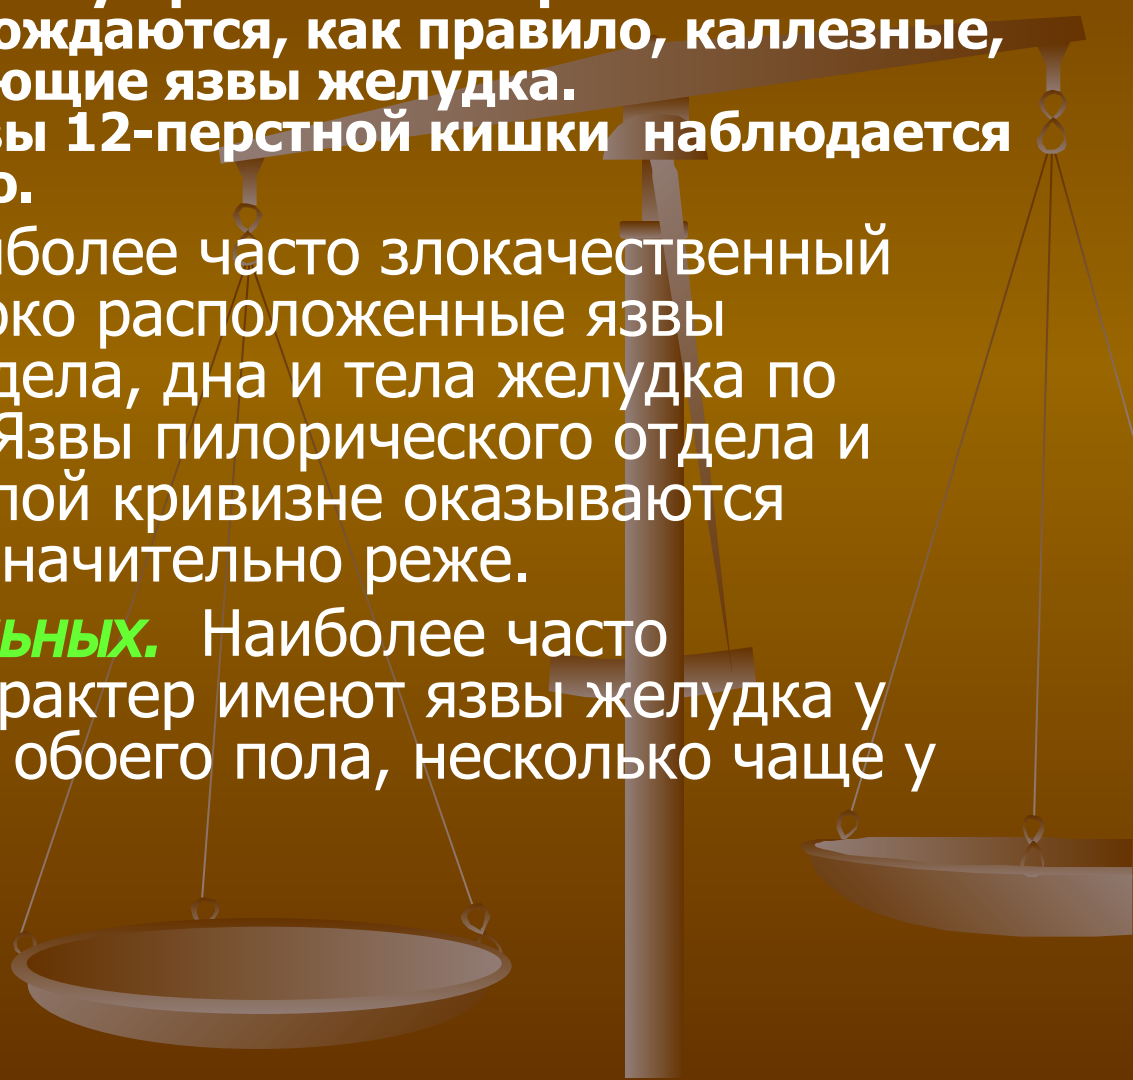 ождаются, как правило, каллезные,
ющие язвы желудка.
вы 12-перстной кишки наблюдается
о.
иболее часто злокачественный
око расположенные язвы
дела, дна и тела желудка по
Язвы пилорического отдела и
лой кривизне оказываются
начительно реже.
ьных. Наиболее часто
рактер имеют язвы желудка у
обоего пола, несколько чаще у